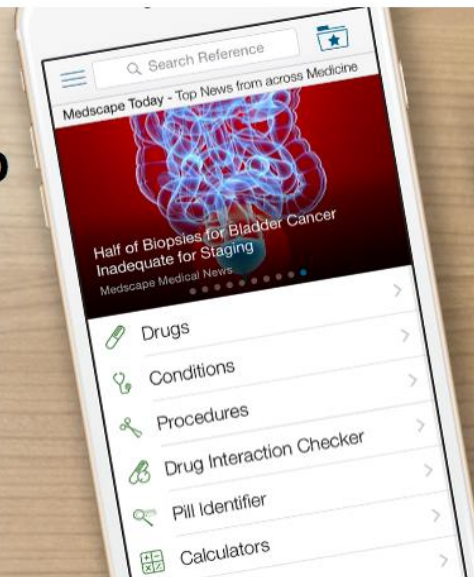 Search Reference
Medscape Today - Top News from across Medicine
Half of Biopsies for Bladder Cancer
Inadequate for Staging
Medscape Medical News
Drugs
Conditions
Procedures
Drug Interaction Checker
Pill Identifier
Calculators